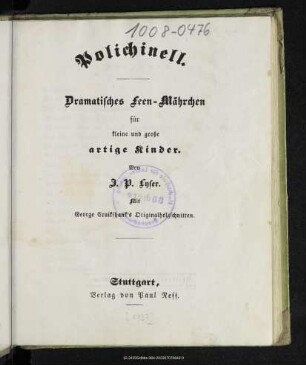 1008-0476
Polichinell.
Dramatisches Feen-Mährchen
für
kleine und große
artige Kinder.
Von
J. P. Lyser.
Mit
George Cruikshank's Originalholzschnitten.
Stuttgart,
Verlag von Paul Neff.